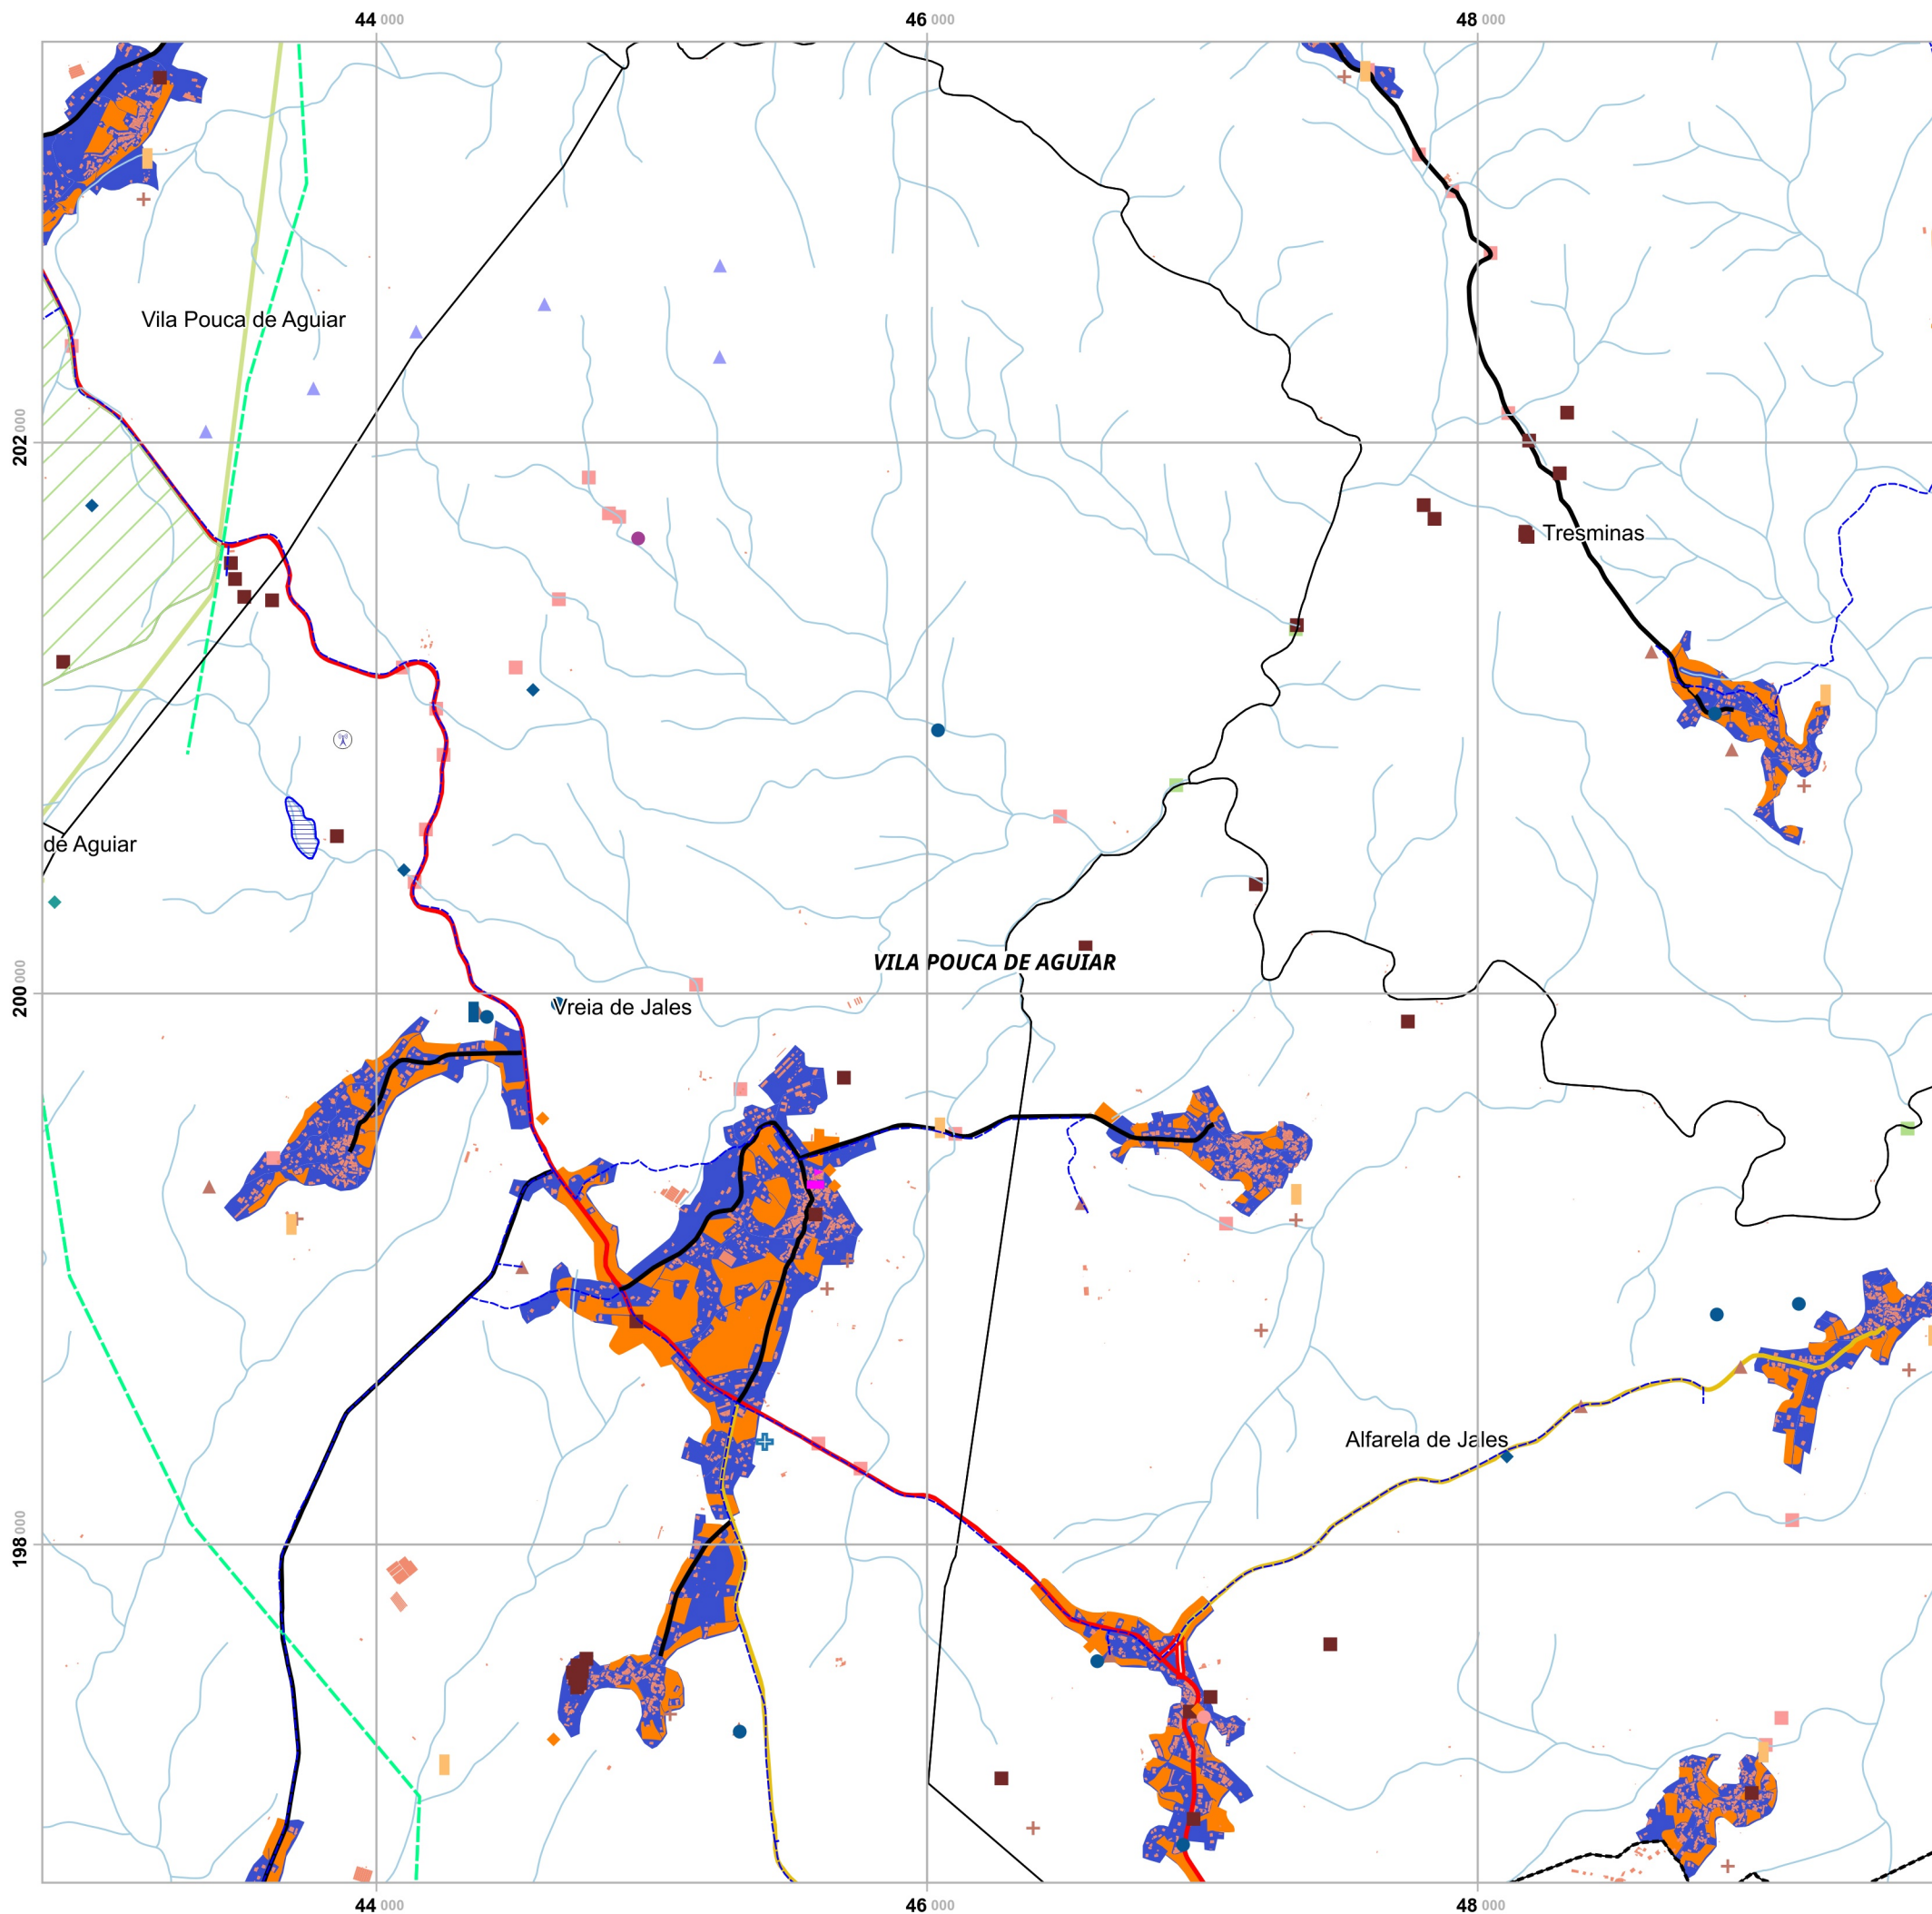 44 000 46 000 48 000
Vila Pouca de Aguiar
202 000
Tresminas
de Aguiar
VILA POUCA DE AGUIAR
200 000
Vreia de Jales
Alfarela de Jales
198 000
44 000 46 000 48 000